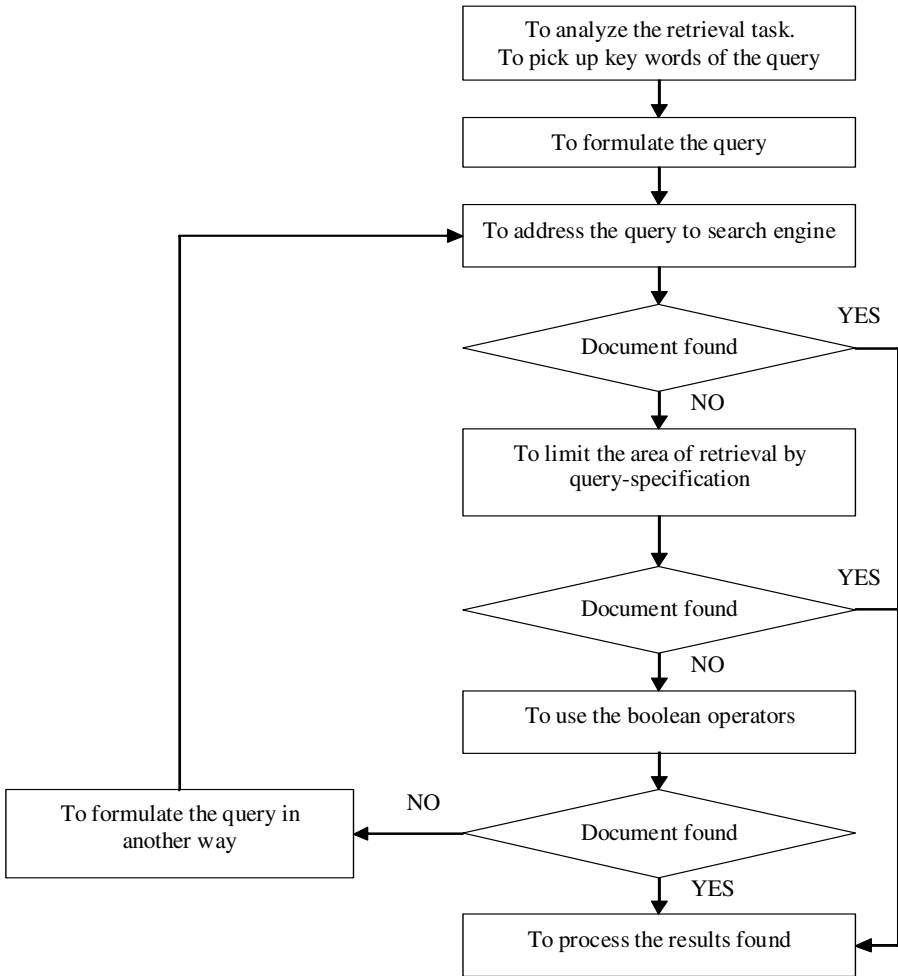 To analyze the retrieval task.
To pick up key words of the query
To formulate the query
To address the query to search engine
Document found
YES
NO
To limit the area of retrieval by
query-specification
Document found
YES
NO
To use the boolean operators
Document found
NO
To formulate the query in
another way
YES
To process the results found